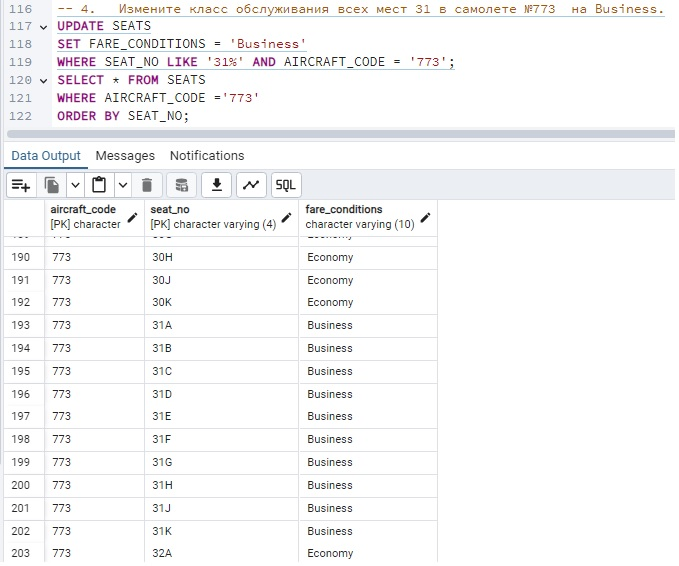 116 -- 4. Измените класс обслуживания всех мест 31 в самолете №773 на Business.
117 UPDATE SEATS
118 SET FARE_CONDITIONS = 'Business'
119 WHERE SEAT_NO LIKE '31%' AND AIRCRAFT_CODE = '773';
120 SELECT * FROM SEATS
121 WHERE AIRCRAFT_CODE ='773'
122 ORDER BY SEAT_NO;
Data Output Messages Notifications
SQL
aircraft_code seat_no fare_conditions
[PK] character [PK] character varying (4) character varying (10)
190 773 30H Economy
191 773 30J Economy
192 773 30K Economy
193 773 31A Business
194 773 31B Business
195 773 31C Business
196 773 31D Business
197 773 31E Business
198 773 31F Business
199 773 31G Business
200 773 31H Business
201 773 31J Business
202 773 31K Business
203 773 32A Economy